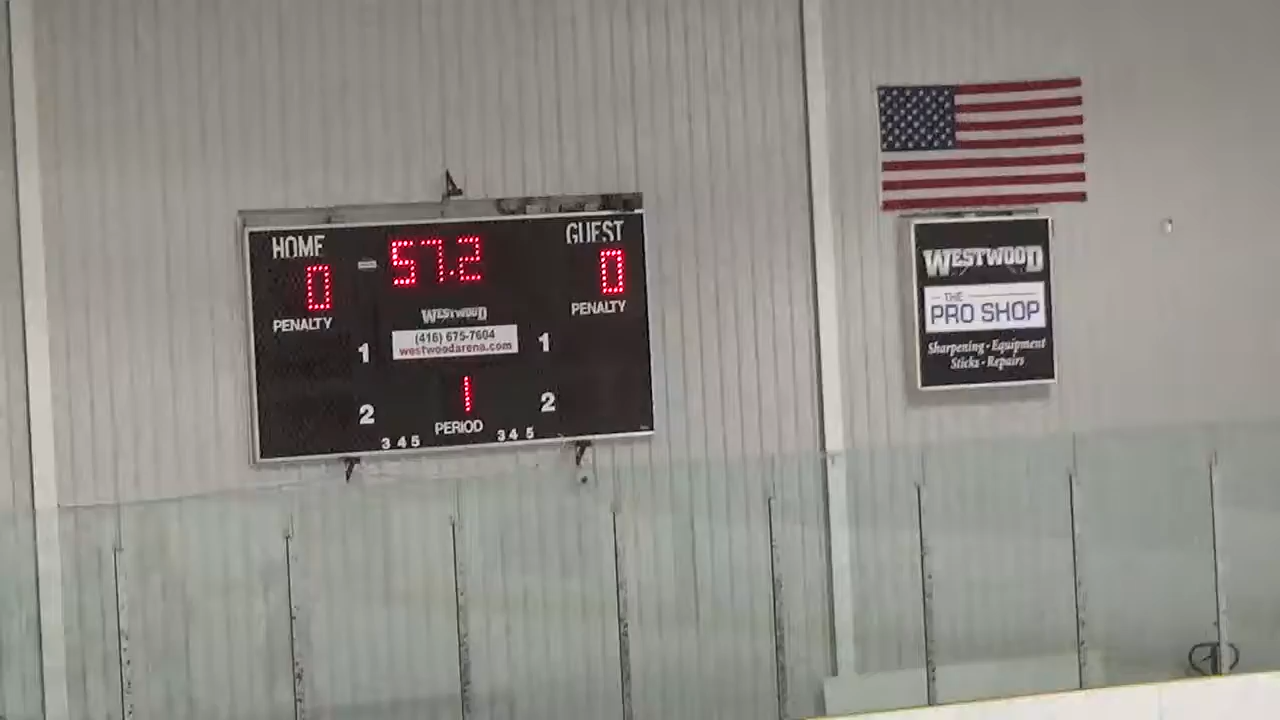 HOME
57.2
GUEST
0
0
PENALTY
PENALTY
WESTWOOD
(416) 675-7604
westwoodarena.com
1
1
1
2
2
PERIOD
3 4 5
3 4 5
WESTWOOD
THE
PRO SHOP
Sharpening • Equipment
Sticks • Repairs